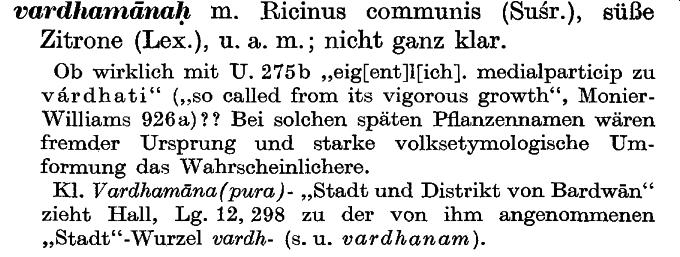 vardhamānaḥ m. Ricinus communis (Suśr.), süße
Zitrone (Lex.), u. a. m.; nicht ganz klar.
Ob wirklich mit U. 275b „eig[ent]l[ich]. medialparticip zu
várdhati“ („so called from its vigorous growth“, Monier-
Williams 926a)?? Bei solchen späten Pflanzennamen wären
fremder Ursprung und starke volksetymologische Um-
formung das Wahrscheinlichere.
Kl. Vardhamāna(pura)- „Stadt und Distrikt von Bardwān“
zieht Hall, Lg. 12, 298 zu der von ihm angenommenen
„Stadt“-Wurzel vardh- (s. u. vardhanam).